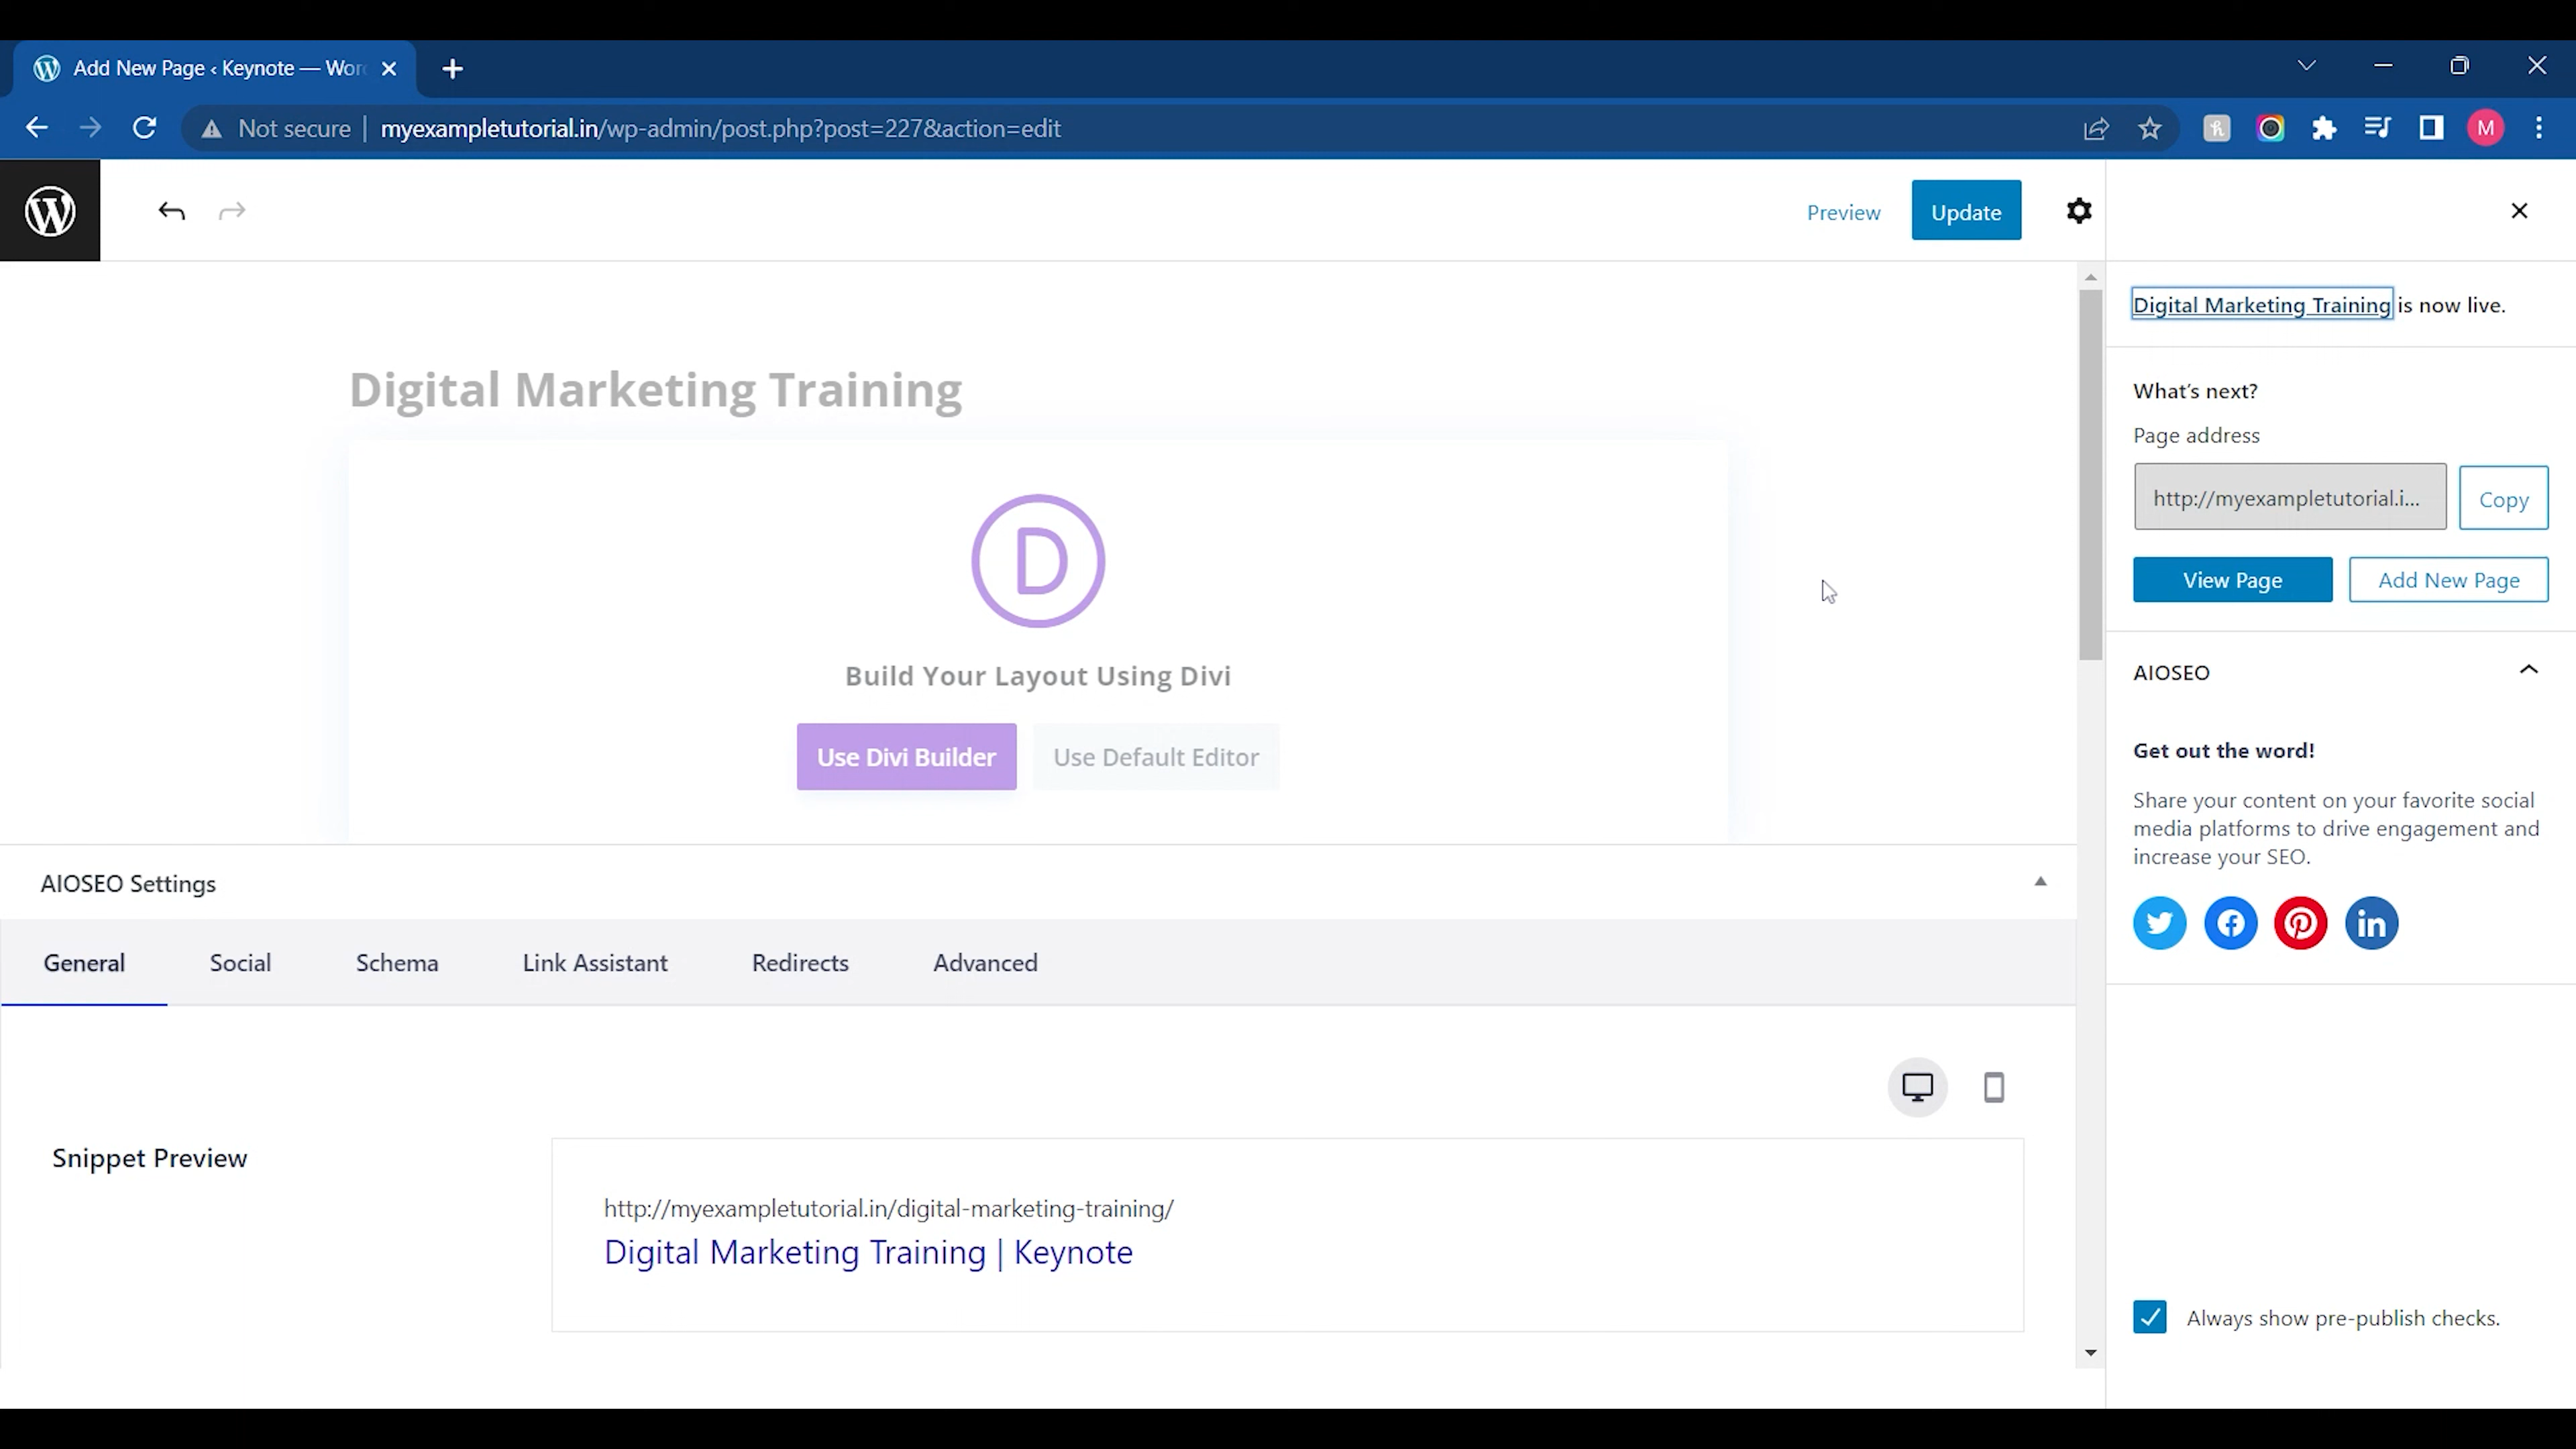 Add New Page ‹ Keynote — Wor
Not secure | myexampletutorial.in/wp-admin/post.php?post=227&action=edit
M
Preview
Update
Digital Marketing Training is now live.
Digital Marketing Training
What's next?
Page address
http://myexampletutorial.i...
Copy
View Page
Add New Page
D
Build Your Layout Using Divi
Use Divi Builder
Use Default Editor
AIOSEO
Get out the word!
Share your content on your favorite social
media platforms to drive engagement and
increase your SEO.
in
AIOSEO Settings
General
Social
Schema
Link Assistant
Redirects
Advanced
Snippet Preview
http://myexampletutorial.in/digital-marketing-training/
Digital Marketing Training | Keynote
Always show pre-publish checks.